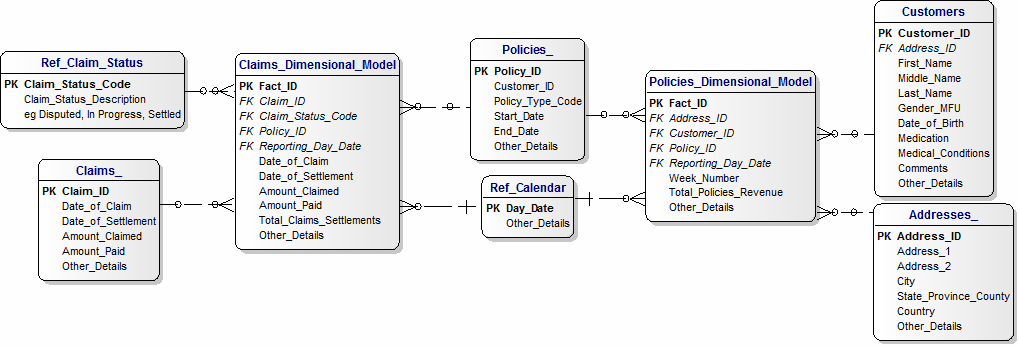 Ref_Claim_Status
PK Claim_Status_Code
Claim_Status_Description
eg Disputed, In Progress, Settled
Claims_
PK Claim_ID
Date_of_Claim
Date_of_Settlement
Amount_Claimed
Amount_Paid
Other_Details
Claims_Dimensional_Model
PK Fact_ID
FK Claim_ID
FK Claim_Status_Code
FK Policy_ID
FK Reporting_Day_Date
Date_of_Claim
Date_of_Settlement
Amount_Claimed
Amount_Paid
Total_Claims_Settlements
Other_Details
Policies_
PK Policy_ID
Customer_ID
Policy_Type_Code
Start_Date
End_Date
Other_Details
Ref_Calendar
PK Day_Date
Other_Details
Policies_Dimensional_Model
PK Fact_ID
FK Address_ID
FK Customer_ID
FK Policy_ID
FK Reporting_Day_Date
Week_Number
Total_Policies_Revenue
Other_Details
Customers
PK Customer_ID
FK Address_ID
First_Name
Middle_Name
Last_Name
Gender_MFU
Date_of_Birth
Medication
Medical_Conditions
Comments
Other_Details
Addresses_
PK Address_ID
Address_1
Address_2
City
State_Province_County
Country
Other_Details